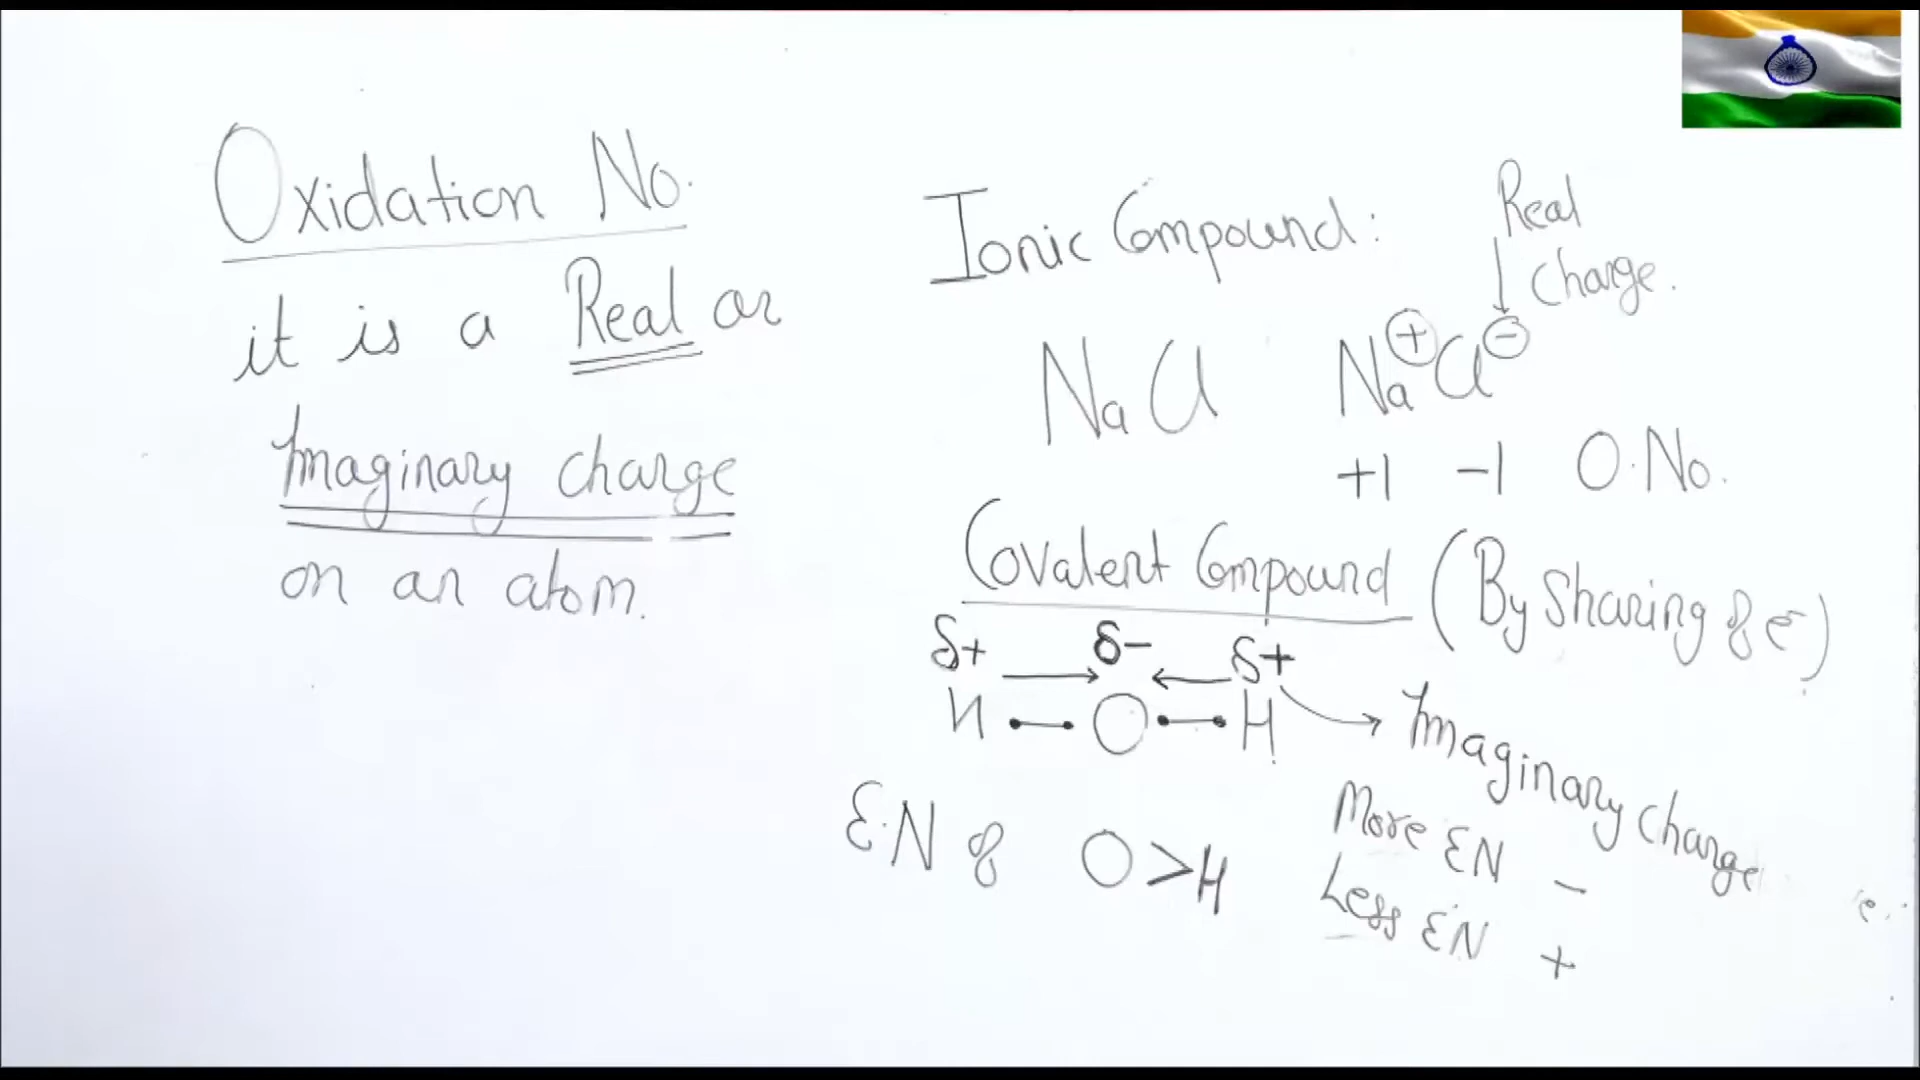 Oxidation No.
it is a Real or
Imaginary charge
on an atom.
Ionic Compound:
Real
Charge.
NaCl Na⊕Cl⊖
+1 -1 O.No.
Covalent Compound (By Sharing of e⁻)
δ+ δ- δ+
H O H
Imaginary Charge
E.N of O>H
More EN -
Less EN +